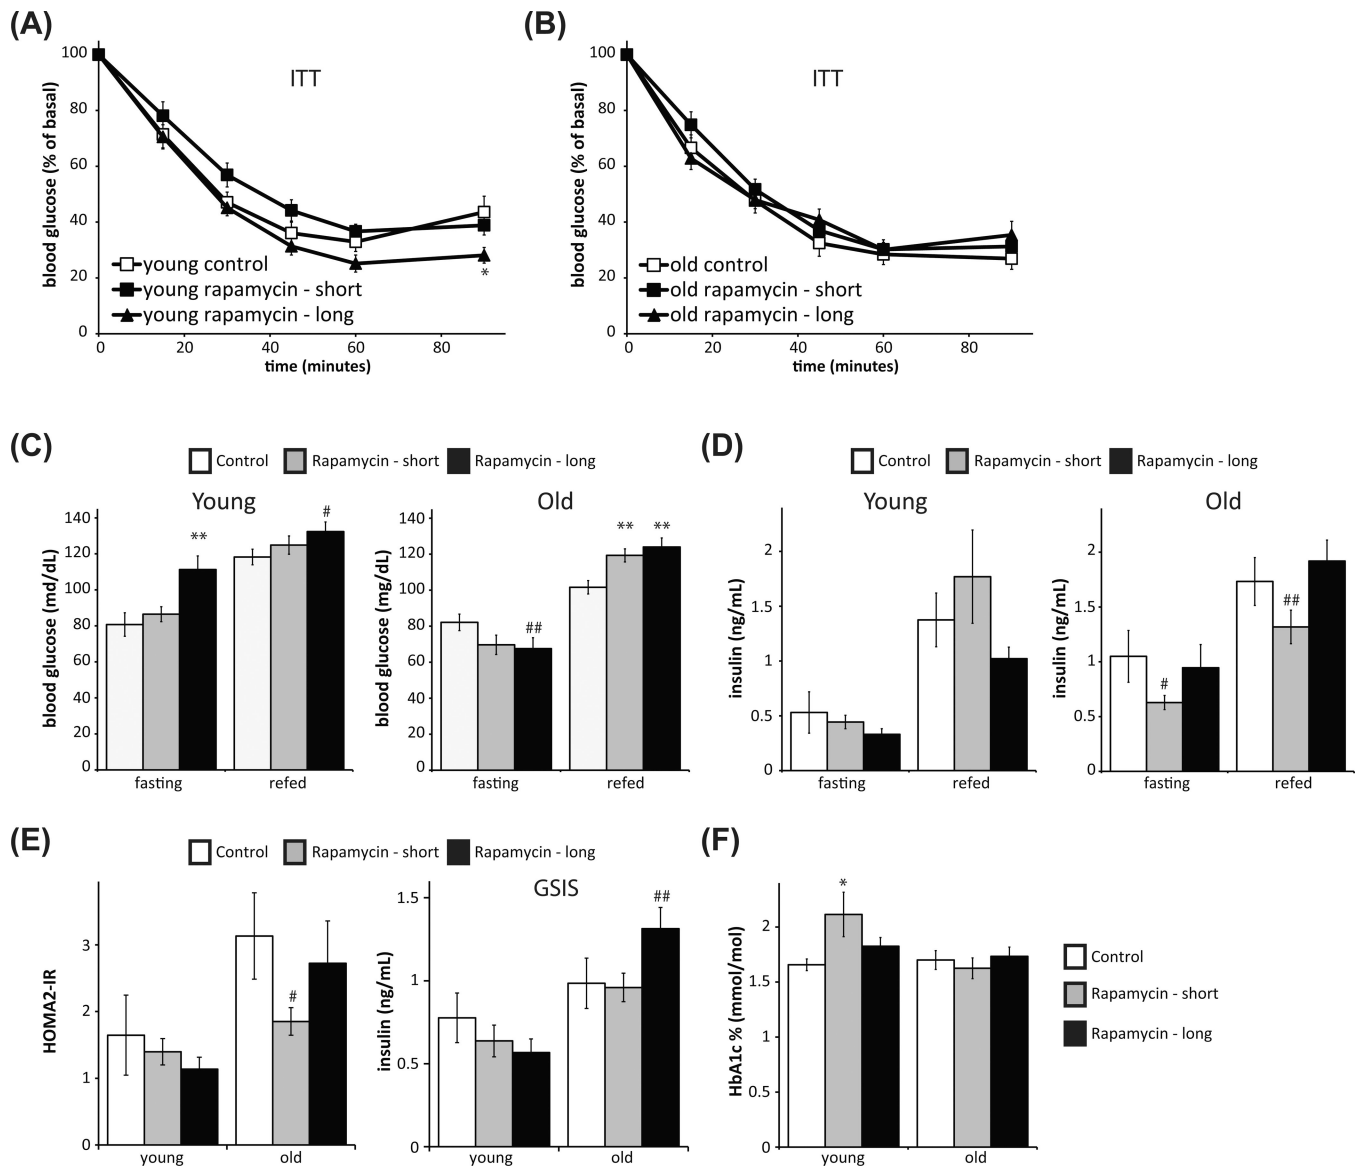 (A)
ITT
blood glucose (% of basal)
100
80
60
40
20
0
young control
young rapamycin - short
young rapamycin - long
*
0 20 40 60 80
time (minutes)
(B)
ITT
blood glucose (% of basal)
100
80
60
40
20
0
old control
old rapamycin - short
old rapamycin - long
0 20 40 60 80
time (minutes)
(C)
Control Rapamycin - short Rapamycin - long
Young
blood glucose (md/dL)
140
120
100
80
60
40
20
0
** #
fasting refed
Old
blood glucose (mg/dL)
140
120
100
80
60
40
20
0
## ** **
fasting refed
(D)
Control Rapamycin - short Rapamycin - long
Young
insulin (ng/mL)
2
1.5
1
0.5
0
fasting refed
Old
insulin (ng/mL)
2
1.5
1
0.5
0
# ##
fasting refed
(E)
Control Rapamycin - short Rapamycin - long
HOMA2-IR
3
2
1
0
#
young old
GSIS
insulin (ng/mL)
1.5
1
0.5
0
##
young old
(F)
HbA1c % (mmol/mol)
2
1.5
1
0.5
0
*
young old
Control
Rapamycin - short
Rapamycin - long